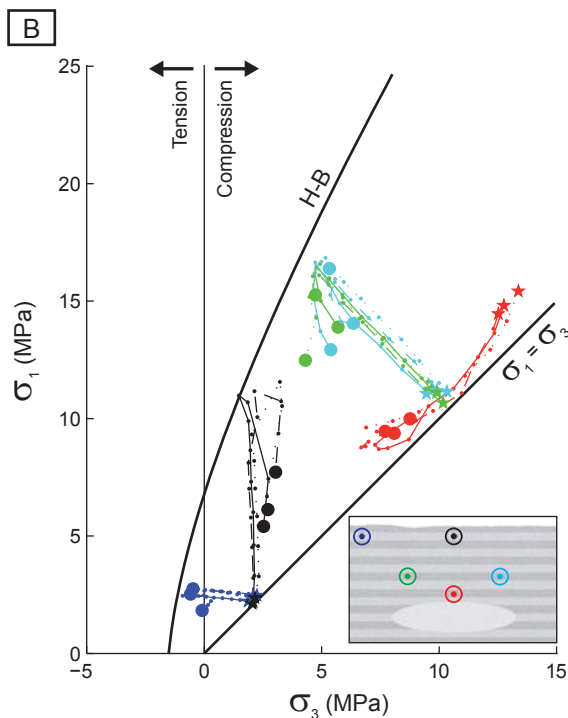 B
Tension
Compression
H-B
σ1 = σ3
25
20
15
10
5
0
σ1 (MPa)
−5
0
5
10
15
σ3 (MPa)